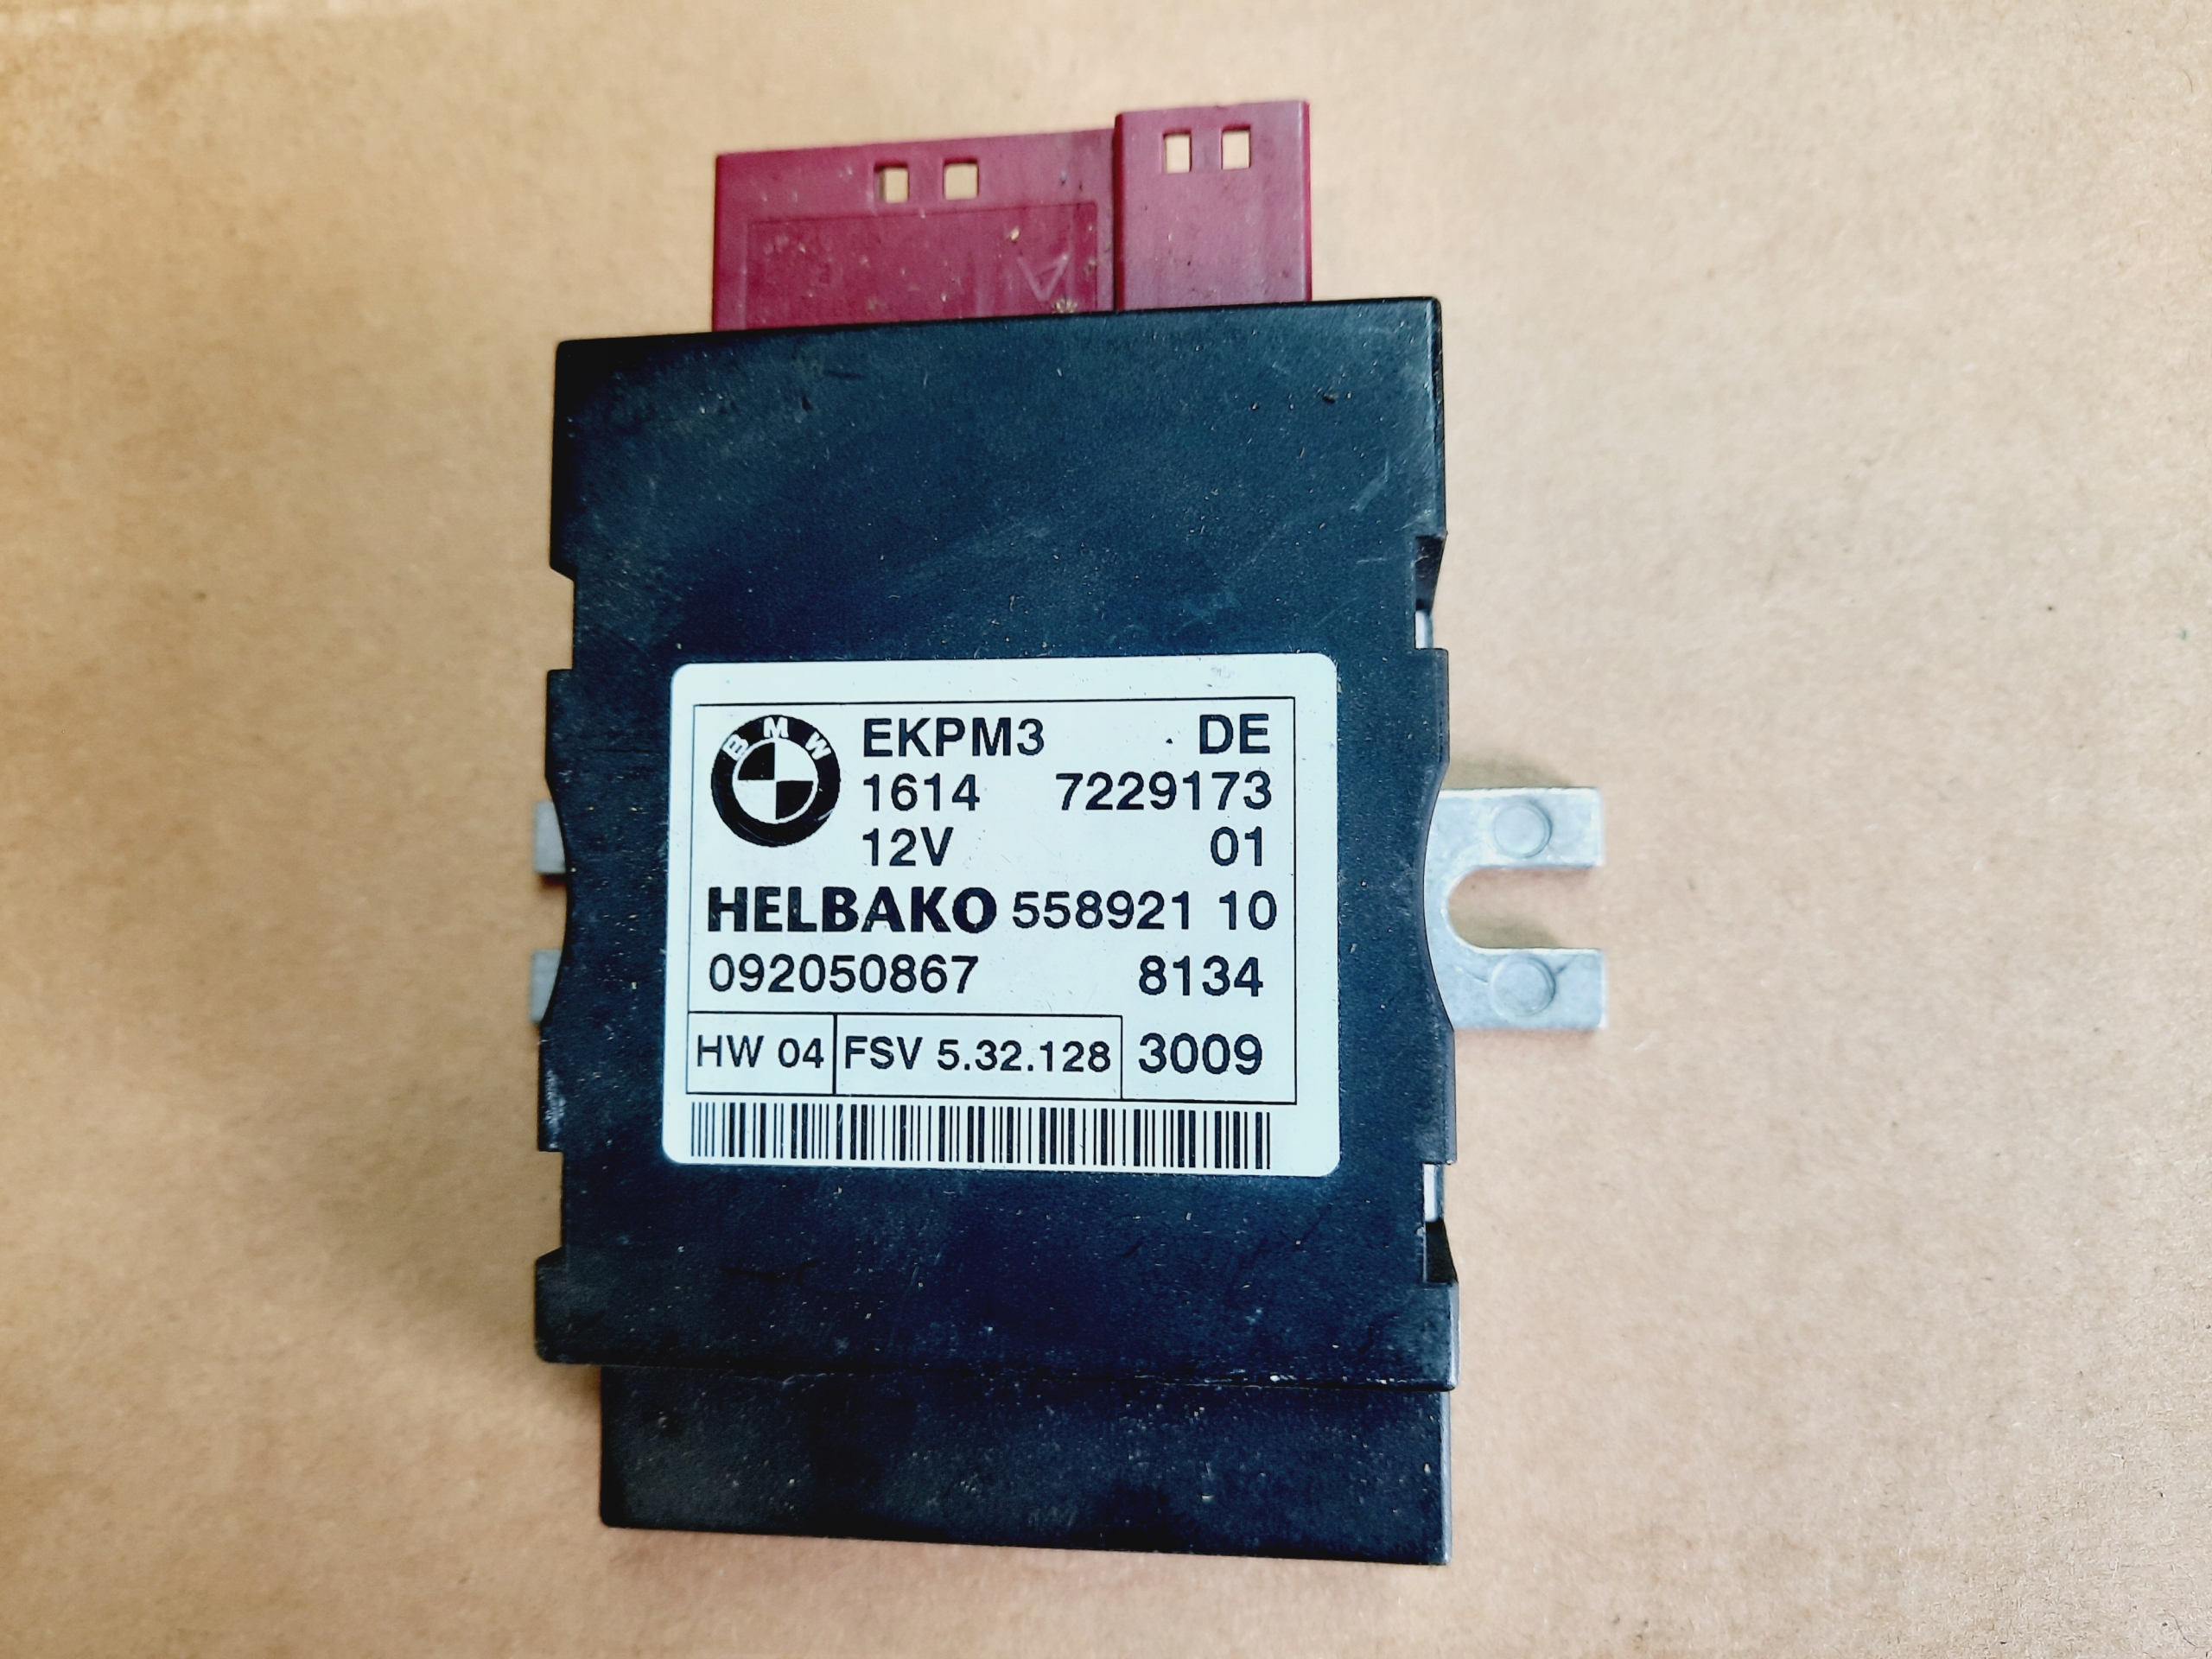 BMW
EKPM3 DE
1614 7229173
12V 01
HELBAKO 558921 10
092050867 8134
HW 04 FSV 5.32.128 3009